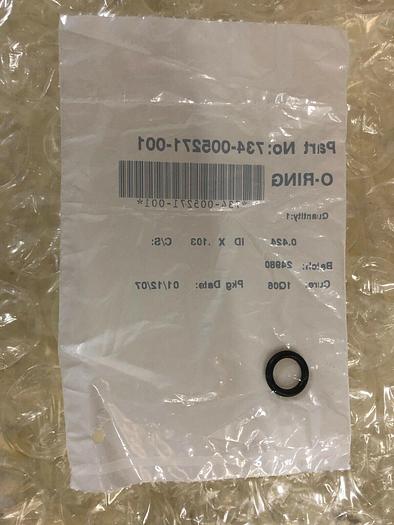 Part No: 734-005271-001
O-RING
*734-005271-001*
Quantity: 1
0.424 ID X .103 C/S:
Batch: 24980
Cure: 1Q06 Pkg Date: 01/12/07